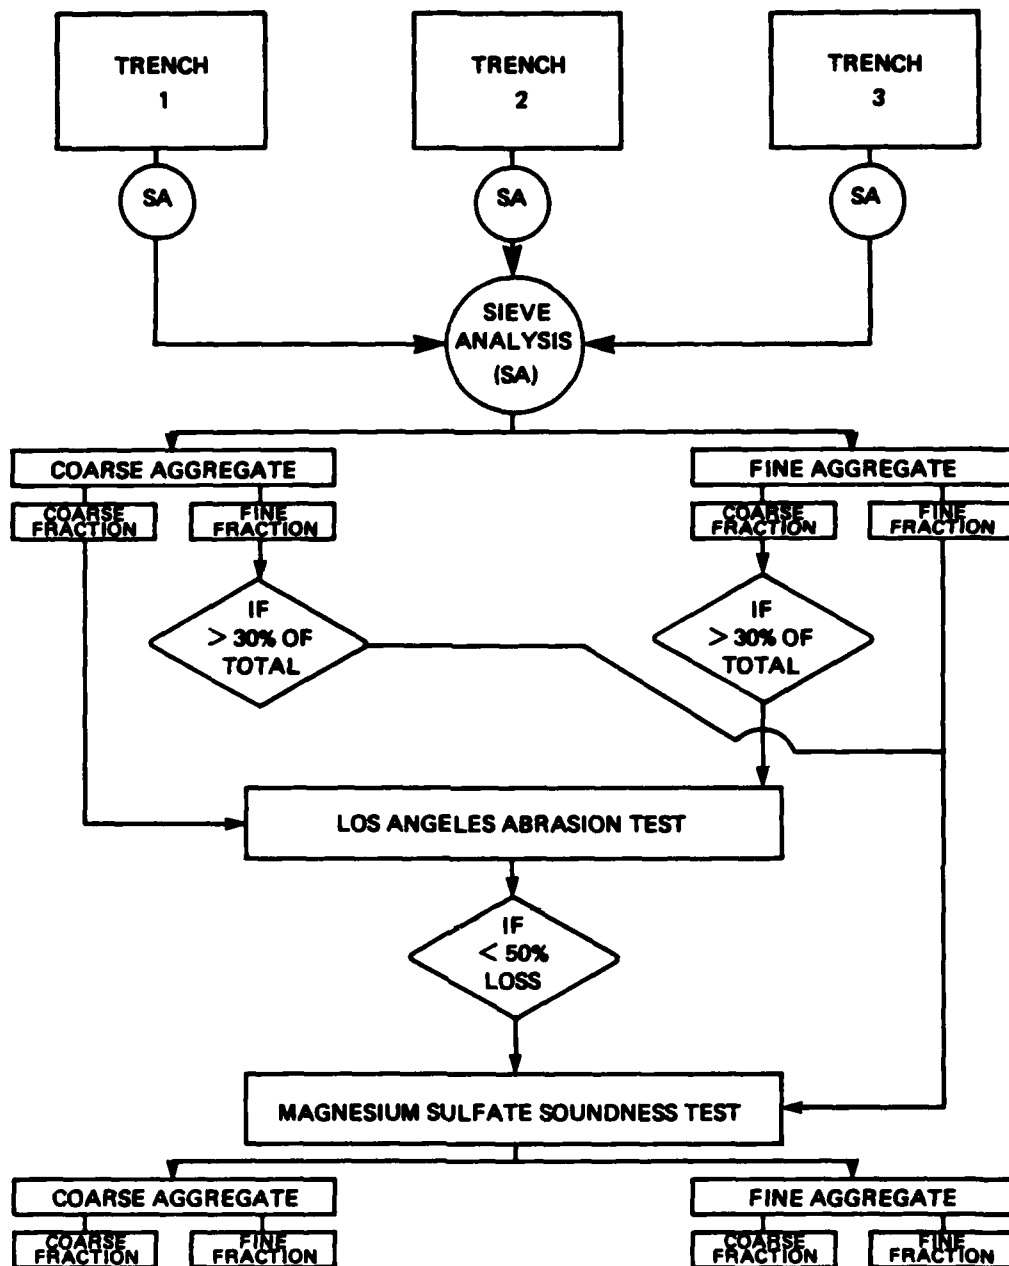 TRENCH
1
TRENCH
2
TRENCH
3
SA
SA
SA
SIEVE
ANALYSIS
(SA)
COARSE AGGREGATE
FINE AGGREGATE
COARSE
FRACTION
FINE
FRACTION
COARSE
FRACTION
FINE
FRACTION
IF
> 30% OF
TOTAL
IF
> 30% OF
TOTAL
LOS ANGELES ABRASION TEST
IF
< 50%
LOSS
MAGNESIUM SULFATE SOUNDNESS TEST
COARSE AGGREGATE
FINE AGGREGATE
COARSE
FRACTION
FINE
FRACTION
COARSE
FRACTION
FINE
FRACTION